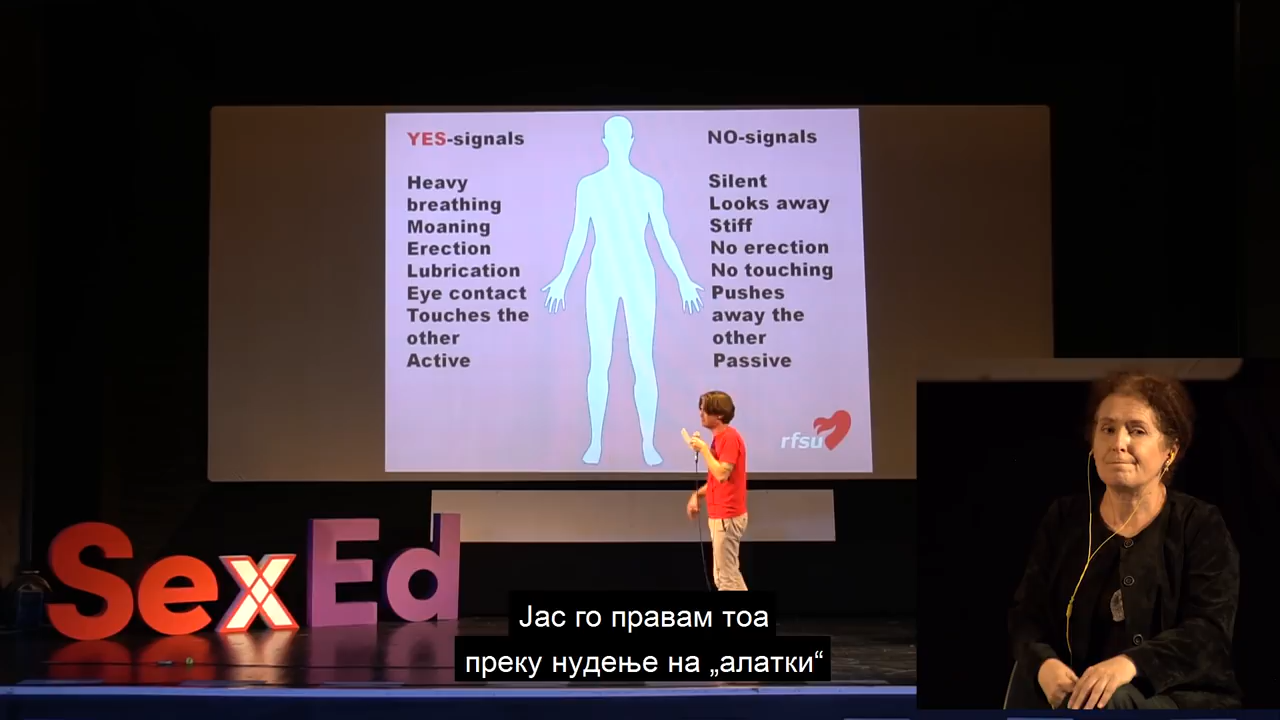 YES-signals
Heavy
breathing
Moaning
Erection
Lubrication
Eye contact
Touches the
other
Active
NO-signals
Silent
Looks away
Stiff
No erection
No touching
Pushes
away the
other
Passive
rfsu
SexEd
Јас го правам тоа
преку нудење на „алатки“